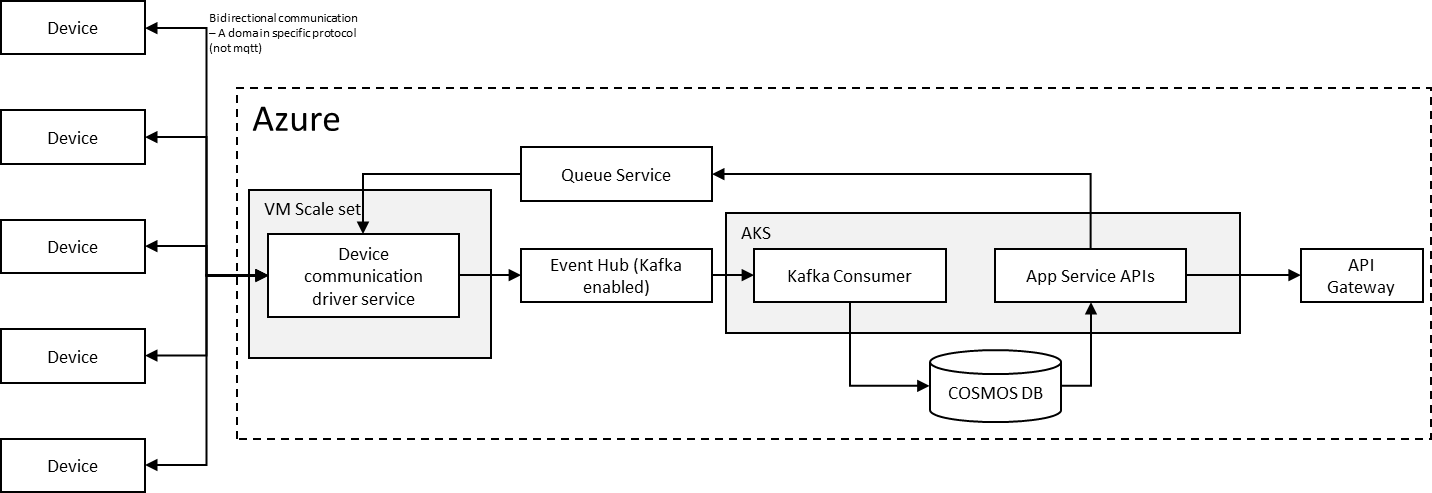 Device
Bidirectional communication
– A domain specific protocol
(not mqtt)
Azure
Device
Queue Service
VM Scale set
AKS
Device
Device
communication
driver service
Event Hub (Kafka
enabled)
Kafka Consumer
App Service APIs
API
Gateway
Device
COSMOS DB
Device